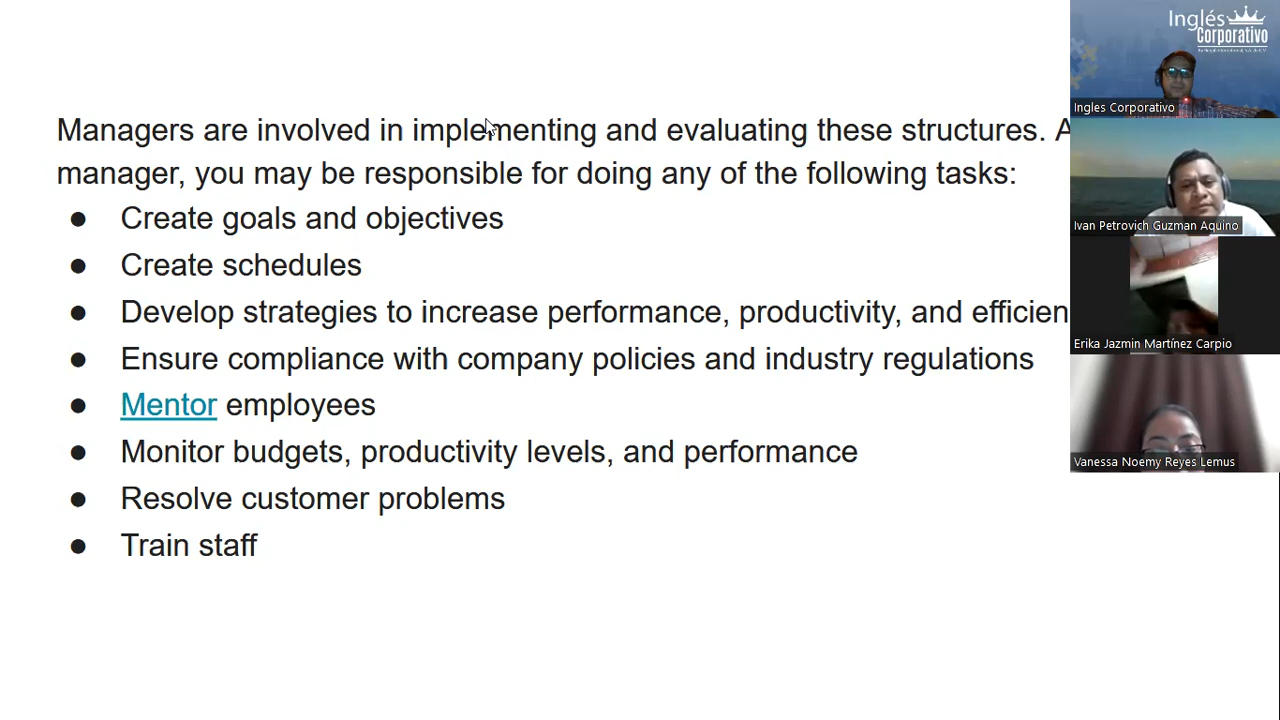 Managers are involved in implementing and evaluating these structures. A
manager, you may be responsible for doing any of the following tasks:
● Create goals and objectives
● Create schedules
● Develop strategies to increase performance, productivity, and efficien
● Ensure compliance with company policies and industry regulations
● Mentor employees
● Monitor budgets, productivity levels, and performance
● Resolve customer problems
● Train staff
Inglés
Corporativo
Ingles Corporativo
Ivan Petrovich Guzman Aquino
Erika Jazmin Martínez Carpio
Vanessa Noemy Reyes Lemus